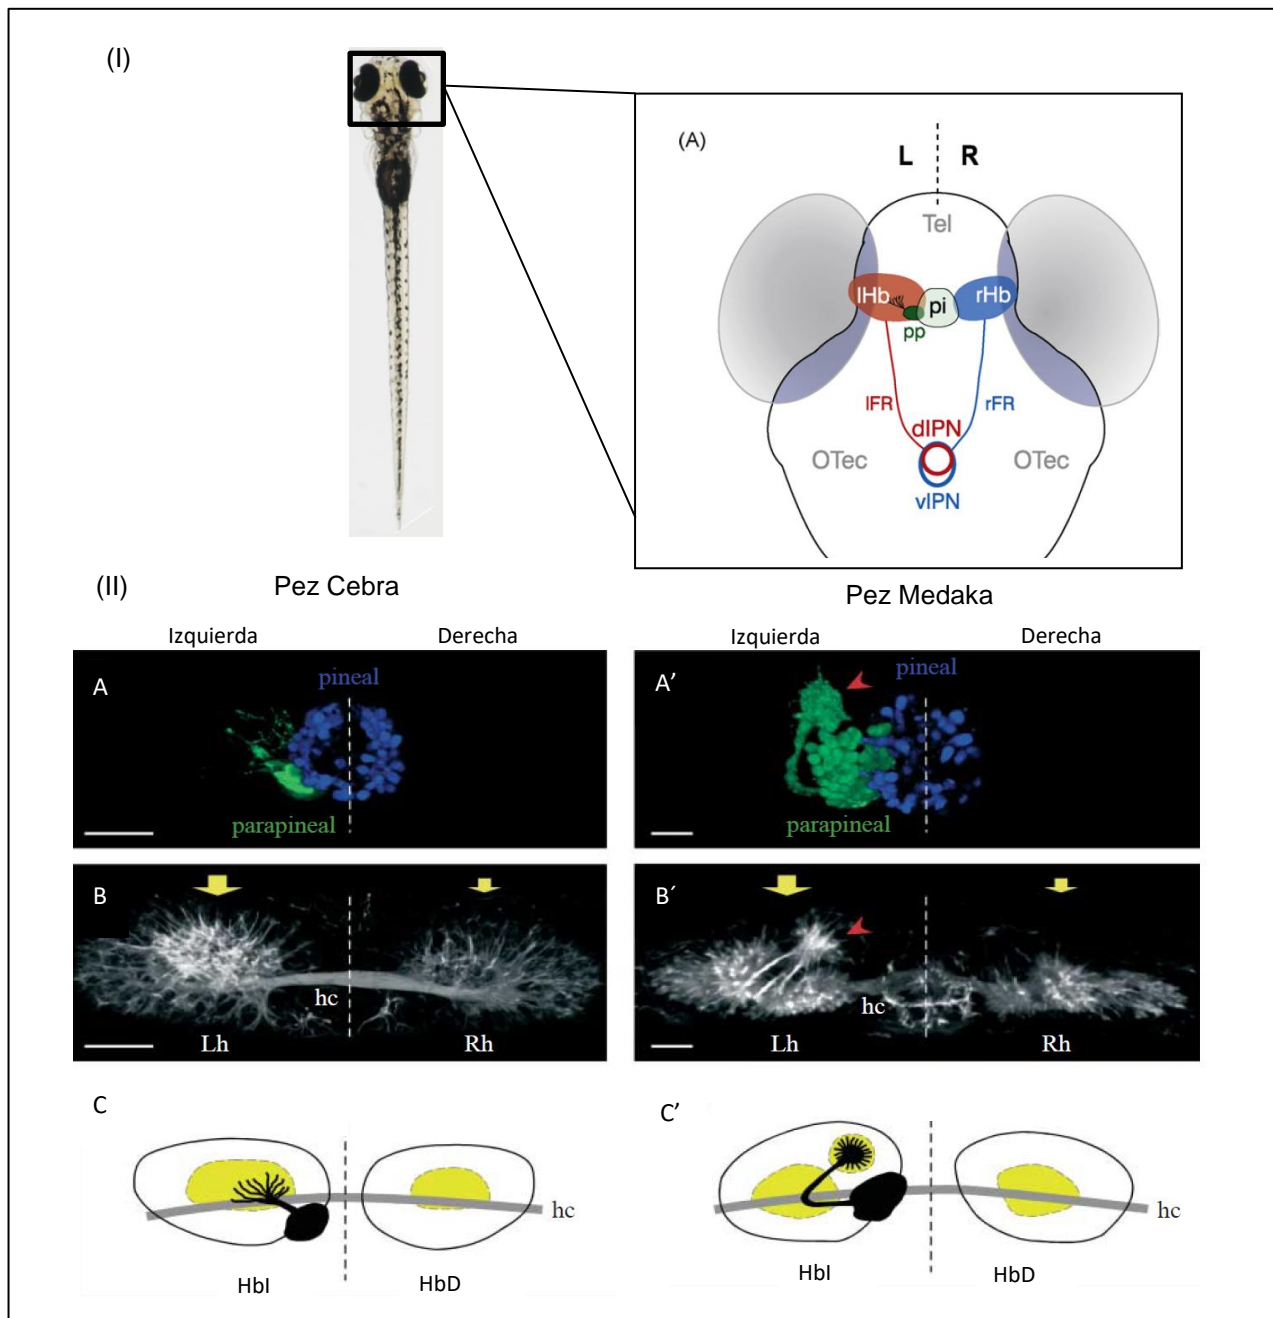 (I)
(A)
L R
Tel
lHb pi rHb
pp
lFR rFR
dIPN
OTec OTec
vIPN
(II) Pez Cebra Pez Medaka
Izquierda Derecha Izquierda Derecha
A pineal A' pineal
parapineal parapineal
B B´
hc hc
Lh Rh Lh Rh
C C'
hc hc
HbI HbD HbI HbD